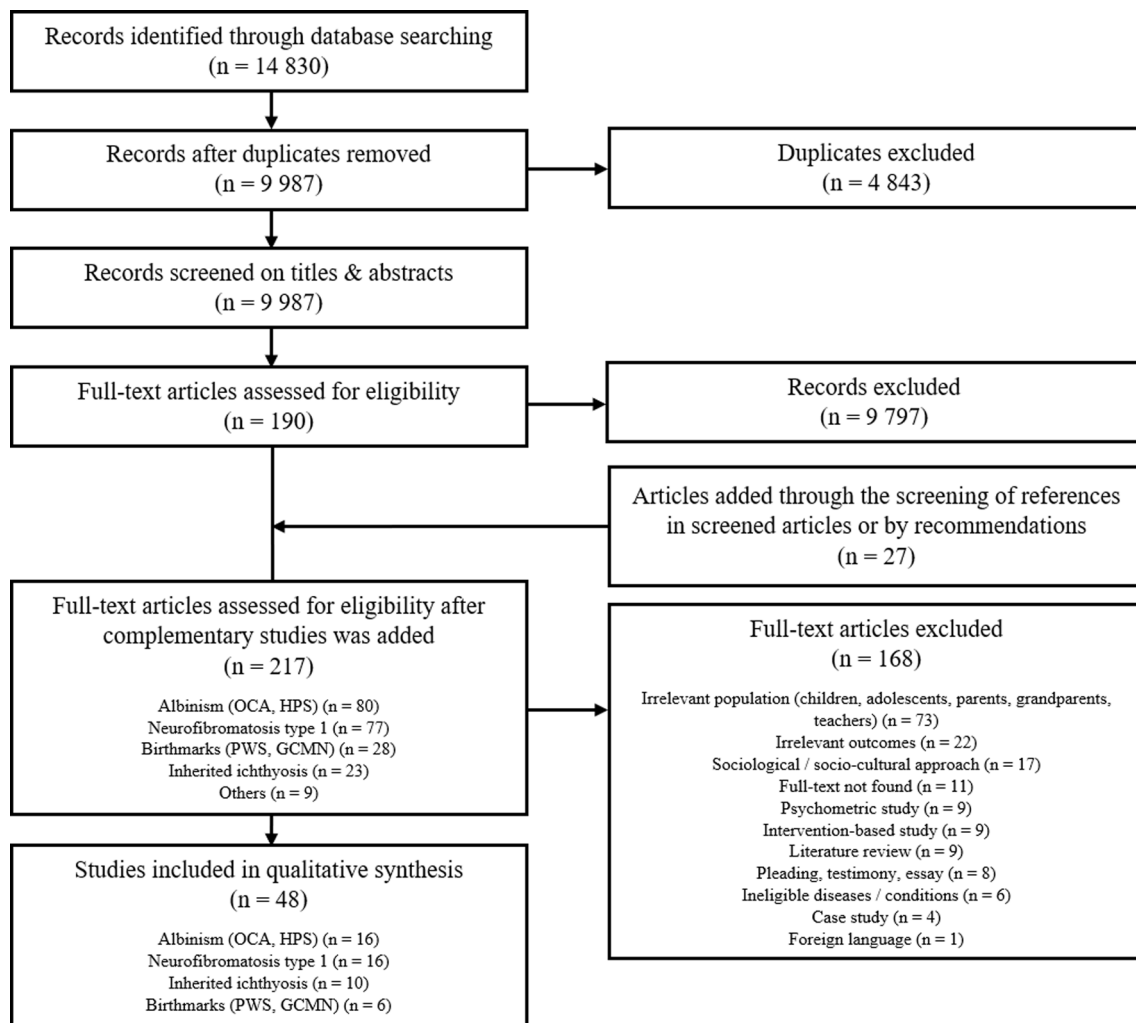 Records identified through database searching
(n = 14 830)
Records after duplicates removed
(n = 9 987)
Duplicates excluded
(n = 4 843)
Records screened on titles & abstracts
(n = 9 987)
Full-text articles assessed for eligibility
(n = 190)
Records excluded
(n = 9 797)
Articles added through the screening of references
in screened articles or by recommendations
(n = 27)
Full-text articles assessed for eligibility after
complementary studies was added
(n = 217)
Albinism (OCA, HPS) (n = 80)
Neurofibromatosis type 1 (n = 77)
Birthmarks (PWS, GCMN) (n = 28)
Inherited ichthyosis (n = 23)
Others (n = 9)
Full-text articles excluded
(n = 168)
Irrelevant population (children, adolescents, parents, grandparents,
teachers) (n = 73)
Irrelevant outcomes (n = 22)
Sociological / socio-cultural approach (n = 17)
Full-text not found (n = 11)
Psychometric study (n = 9)
Intervention-based study (n = 9)
Literature review (n = 9)
Pleading, testimony, essay (n = 8)
Ineligible diseases / conditions (n = 6)
Case study (n = 4)
Foreign language (n = 1)
Studies included in qualitative synthesis
(n = 48)
Albinism (OCA, HPS) (n = 16)
Neurofibromatosis type 1 (n = 16)
Inherited ichthyosis (n = 10)
Birthmarks (PWS, GCMN) (n = 6)